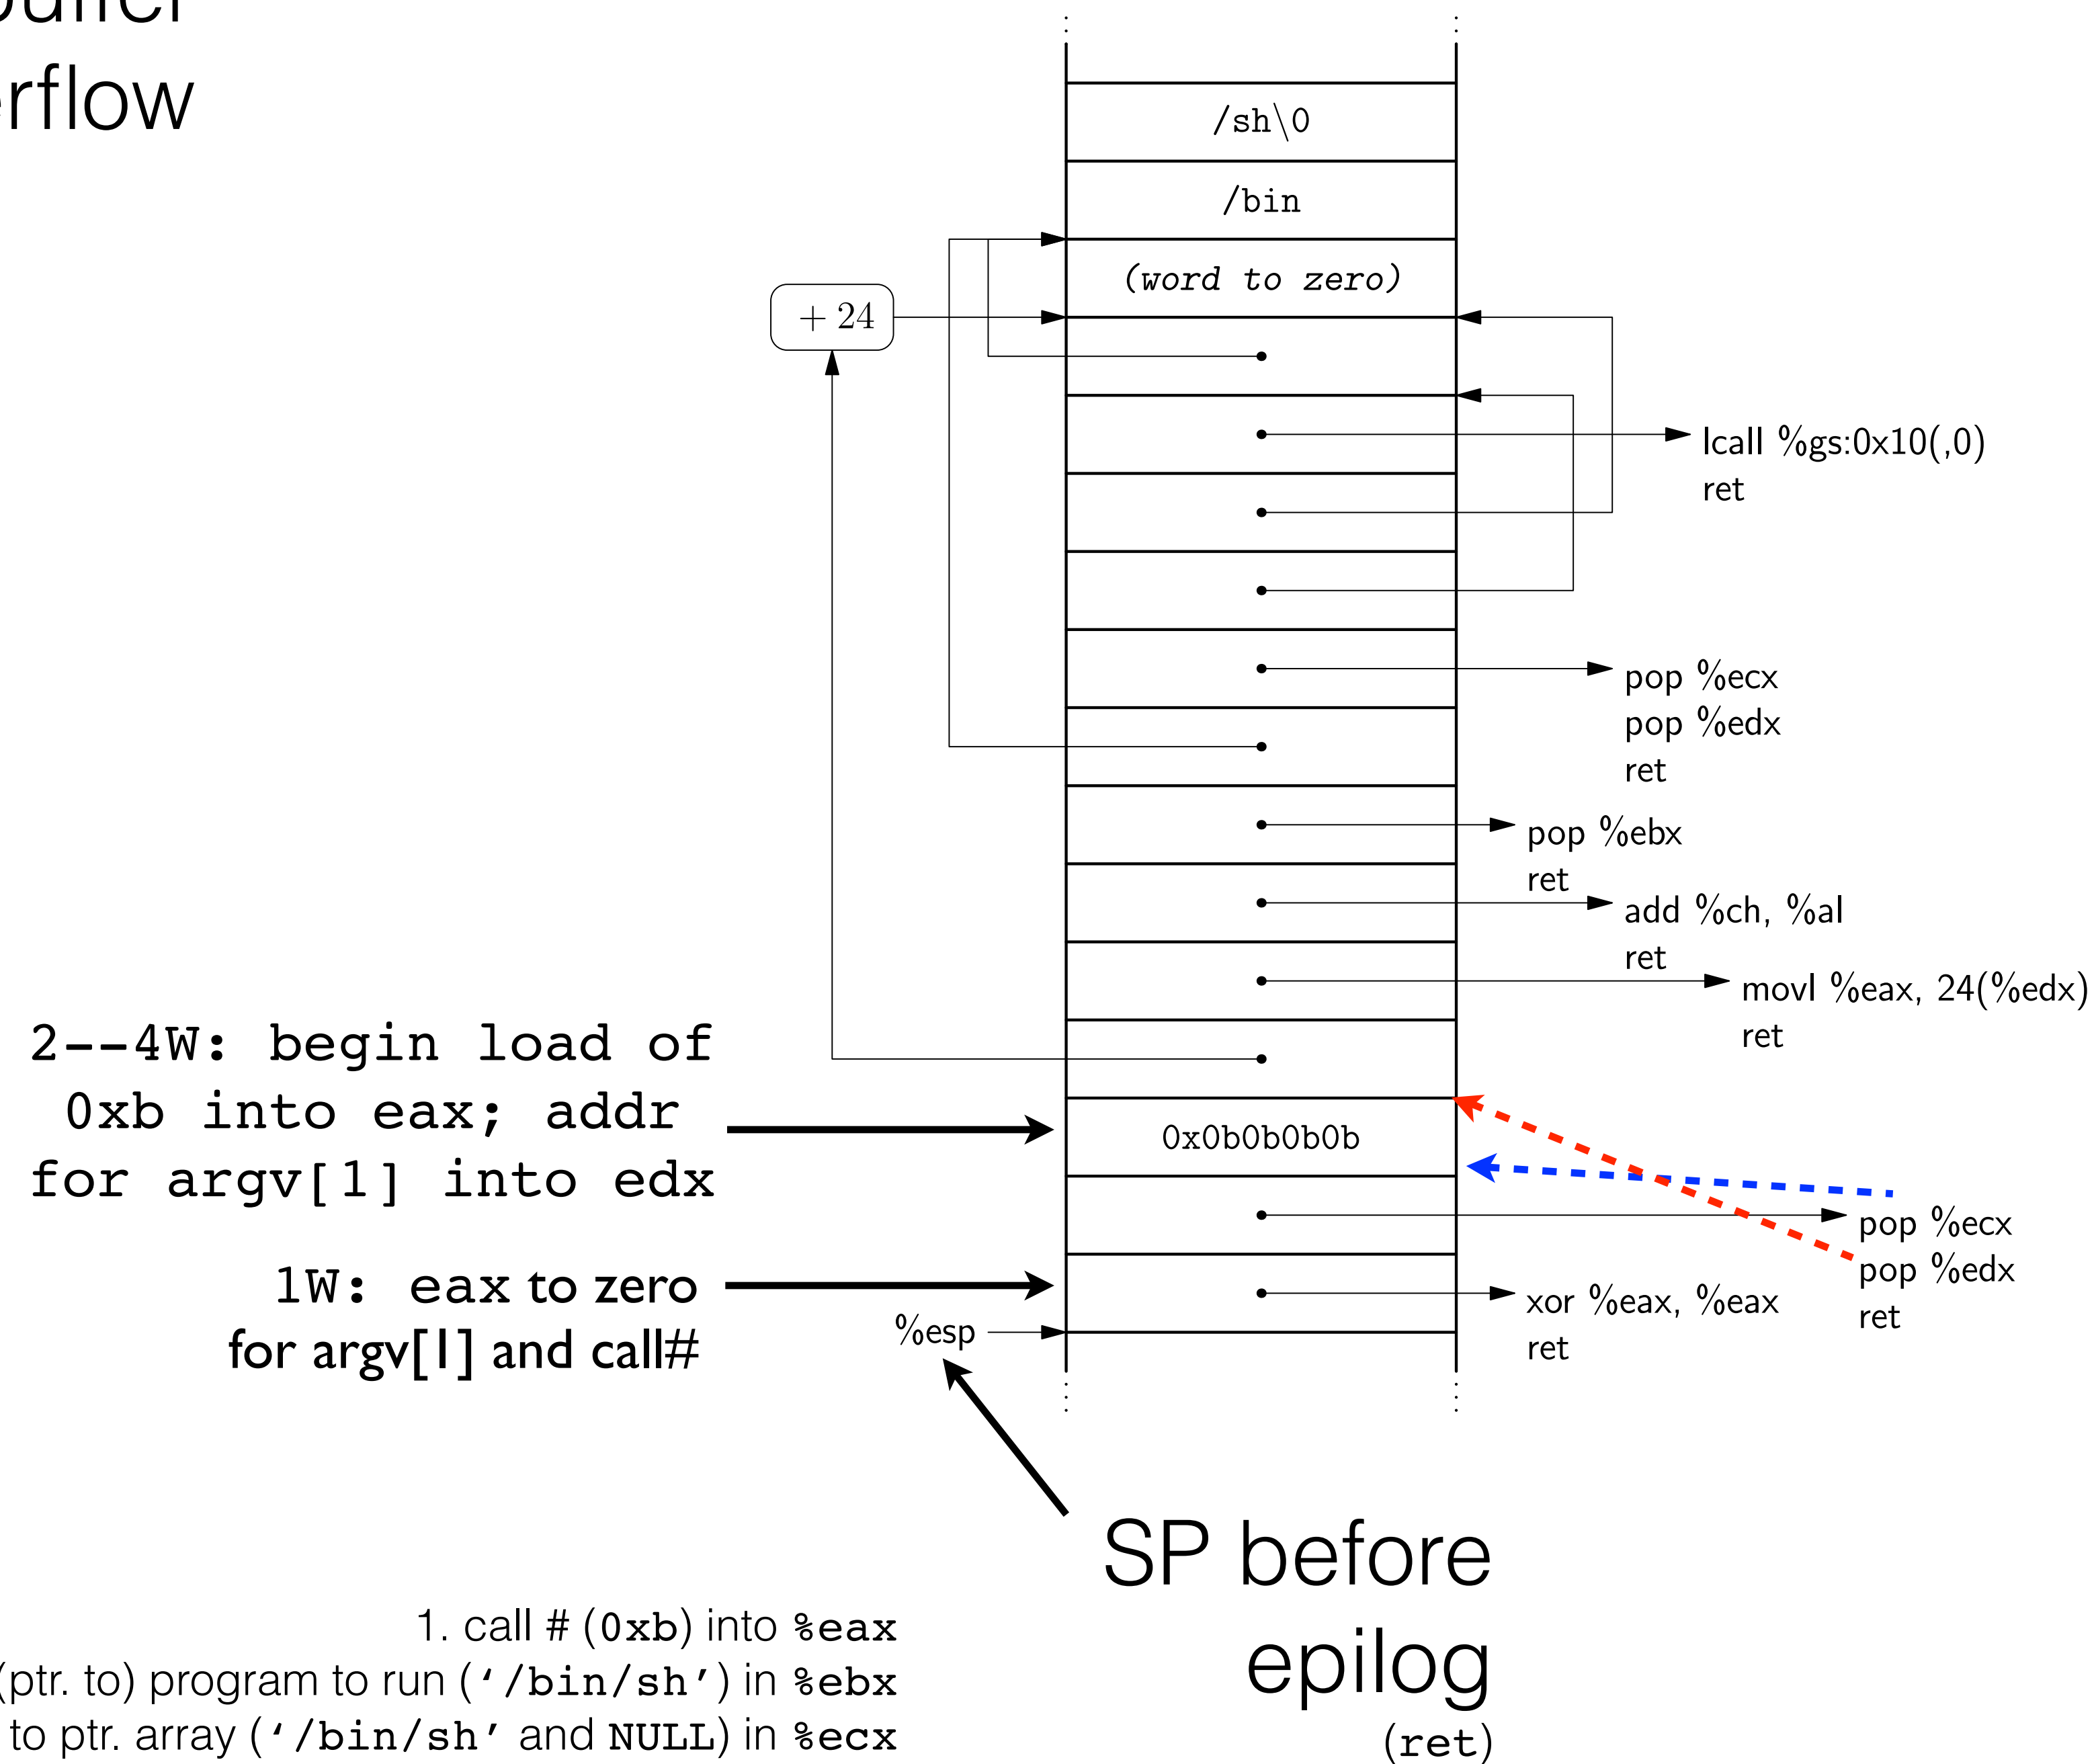 /sh\0
/bin
(word to zero)
+ 24
lcall %gs:0x10(,0)
ret
pop %ecx
pop %edx
ret
pop %ebx
ret
add %ch, %al
ret
movl %eax, 24(%edx)
ret
2--4W: begin load of
0xb into eax; addr
for argv[1] into edx
0x0b0b0b0b
pop %ecx
pop %edx
ret
1W: eax to zero
for argv[1] and call#
%esp
xor %eax, %eax
ret
SP before
epilog
(ret)
1. call # (0xb) into %eax
(ptr. to) program to run (‘/bin/sh’) in %ebx
to ptr. array (‘/bin/sh’ and NULL) in %ecx